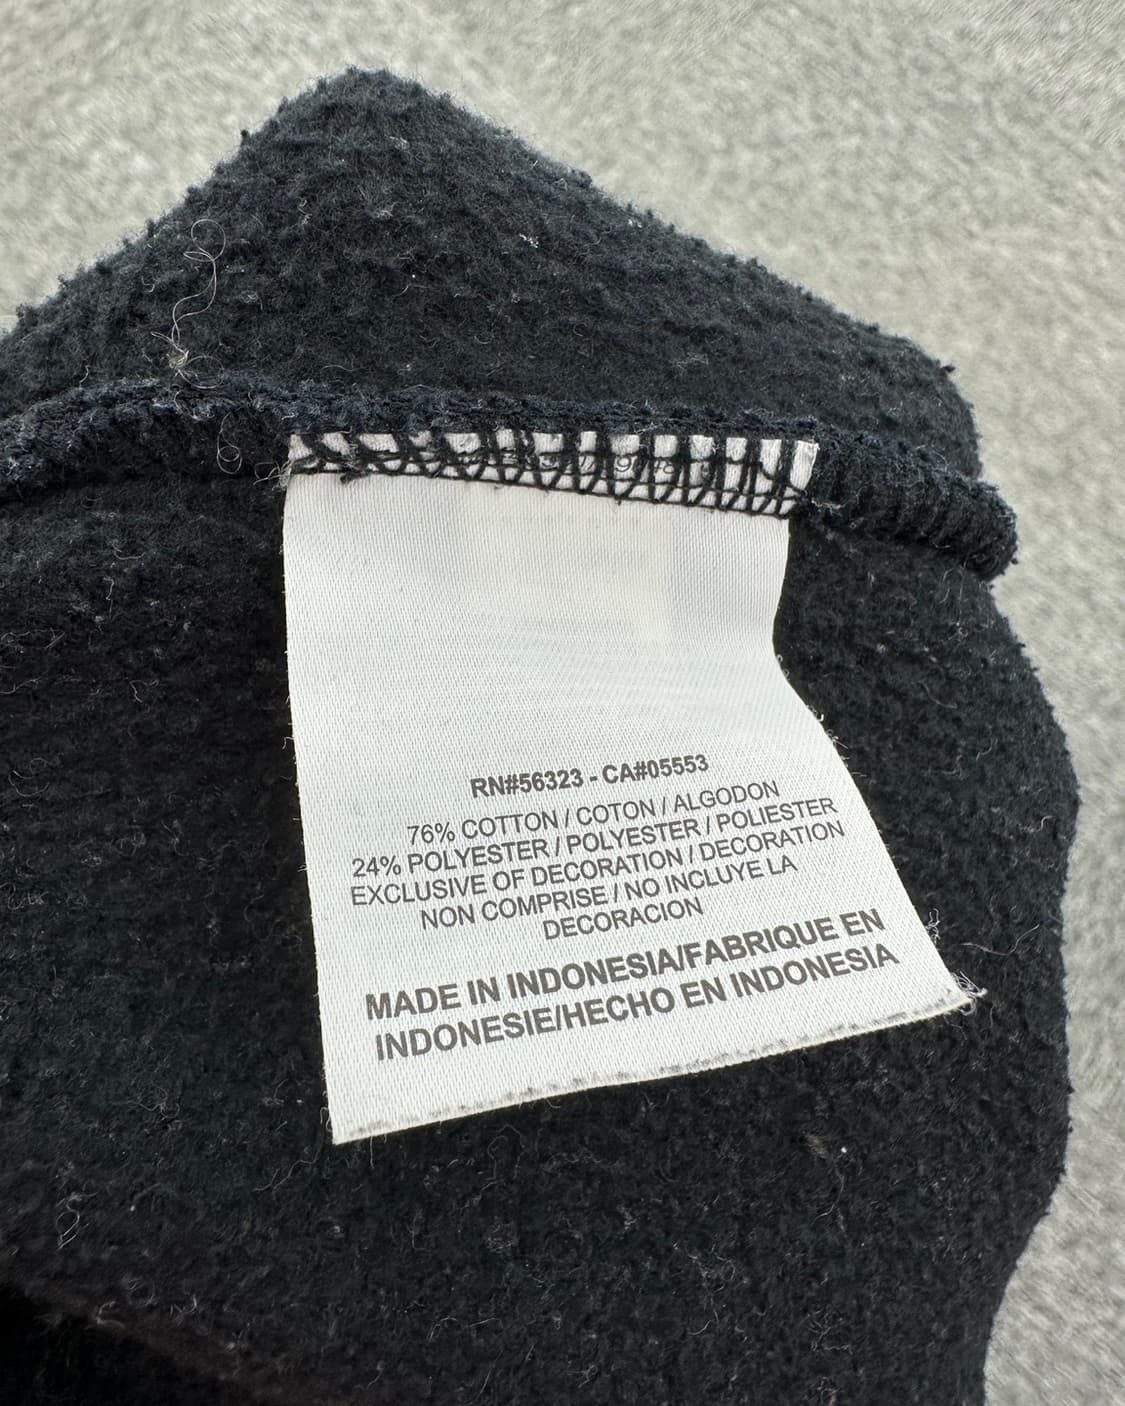 RN#56323 - CA#05553
76% COTTON / COTON / ALGODON
24% POLYESTER / POLYESTER / POLIESTER
EXCLUSIVE OF DECORATION / DECORATION
NON COMPRISE / NO INCLUYE LA
DECORACION
MADE IN INDONESIA/FABRIQUE EN
INDONESIE/HECHO EN INDONESIA